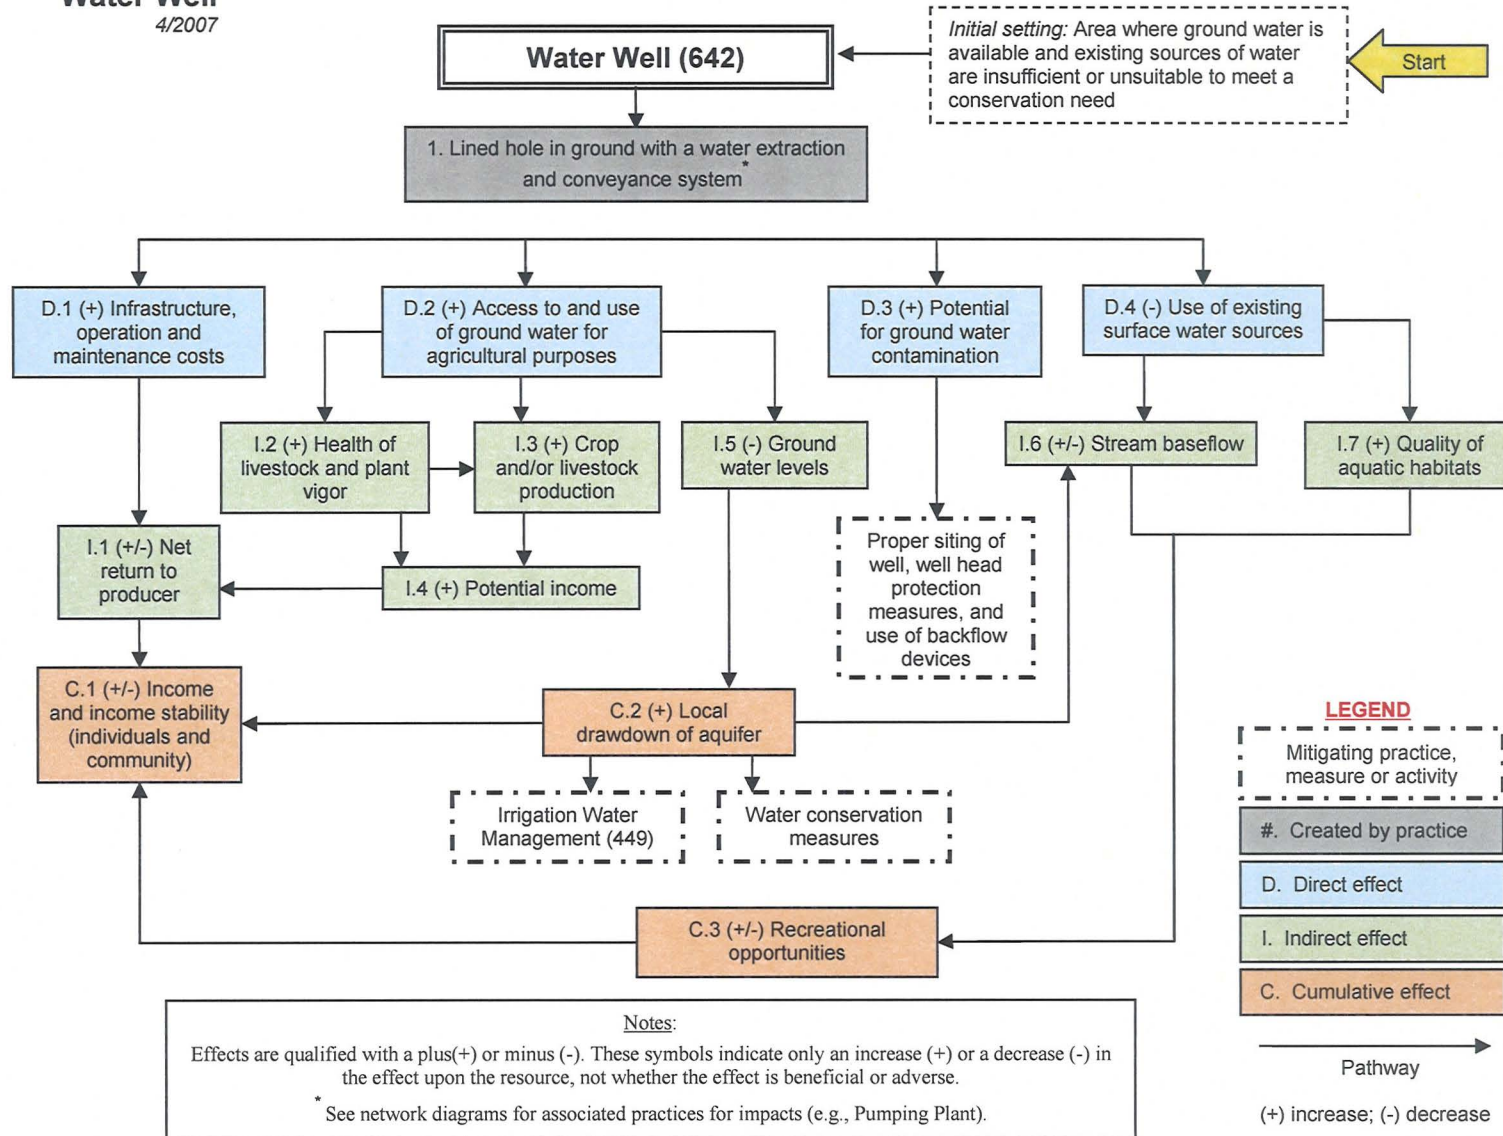 Water Well
4/2007
Water Well (642)
Initial setting: Area where ground water is
available and existing sources of water
are insufficient or unsuitable to meet a
conservation need
Start
1. Lined hole in ground with a water extraction
and conveyance system*
D.1 (+) Infrastructure,
operation and
maintenance costs
D.2 (+) Access to and use
of ground water for
agricultural purposes
D.3 (+) Potential
for ground water
contamination
D.4 (-) Use of existing
surface water sources
I.2 (+) Health of
livestock and plant
vigor
I.3 (+) Crop
and/or livestock
production
I.5 (-) Ground
water levels
I.6 (+/-) Stream baseflow
I.7 (+) Quality of
aquatic habitats
I.1 (+/-) Net
return to
producer
I.4 (+) Potential income
Proper siting of
well, well head
protection
measures, and
use of backflow
devices
C.1 (+/-) Income
and income stability
(individuals and
community)
C.2 (+) Local
drawdown of aquifer
Irrigation Water
Management (449)
Water conservation
measures
C.3 (+/-) Recreational
opportunities
LEGEND
Mitigating practice,
measure or activity
#. Created by practice
D. Direct effect
I. Indirect effect
C. Cumulative effect
Pathway
(+) increase; (-) decrease
Notes:
Effects are qualified with a plus(+) or minus (-). These symbols indicate only an increase (+) or a decrease (-) in
the effect upon the resource, not whether the effect is beneficial or adverse.
* See network diagrams for associated practices for impacts (e.g., Pumping Plant).